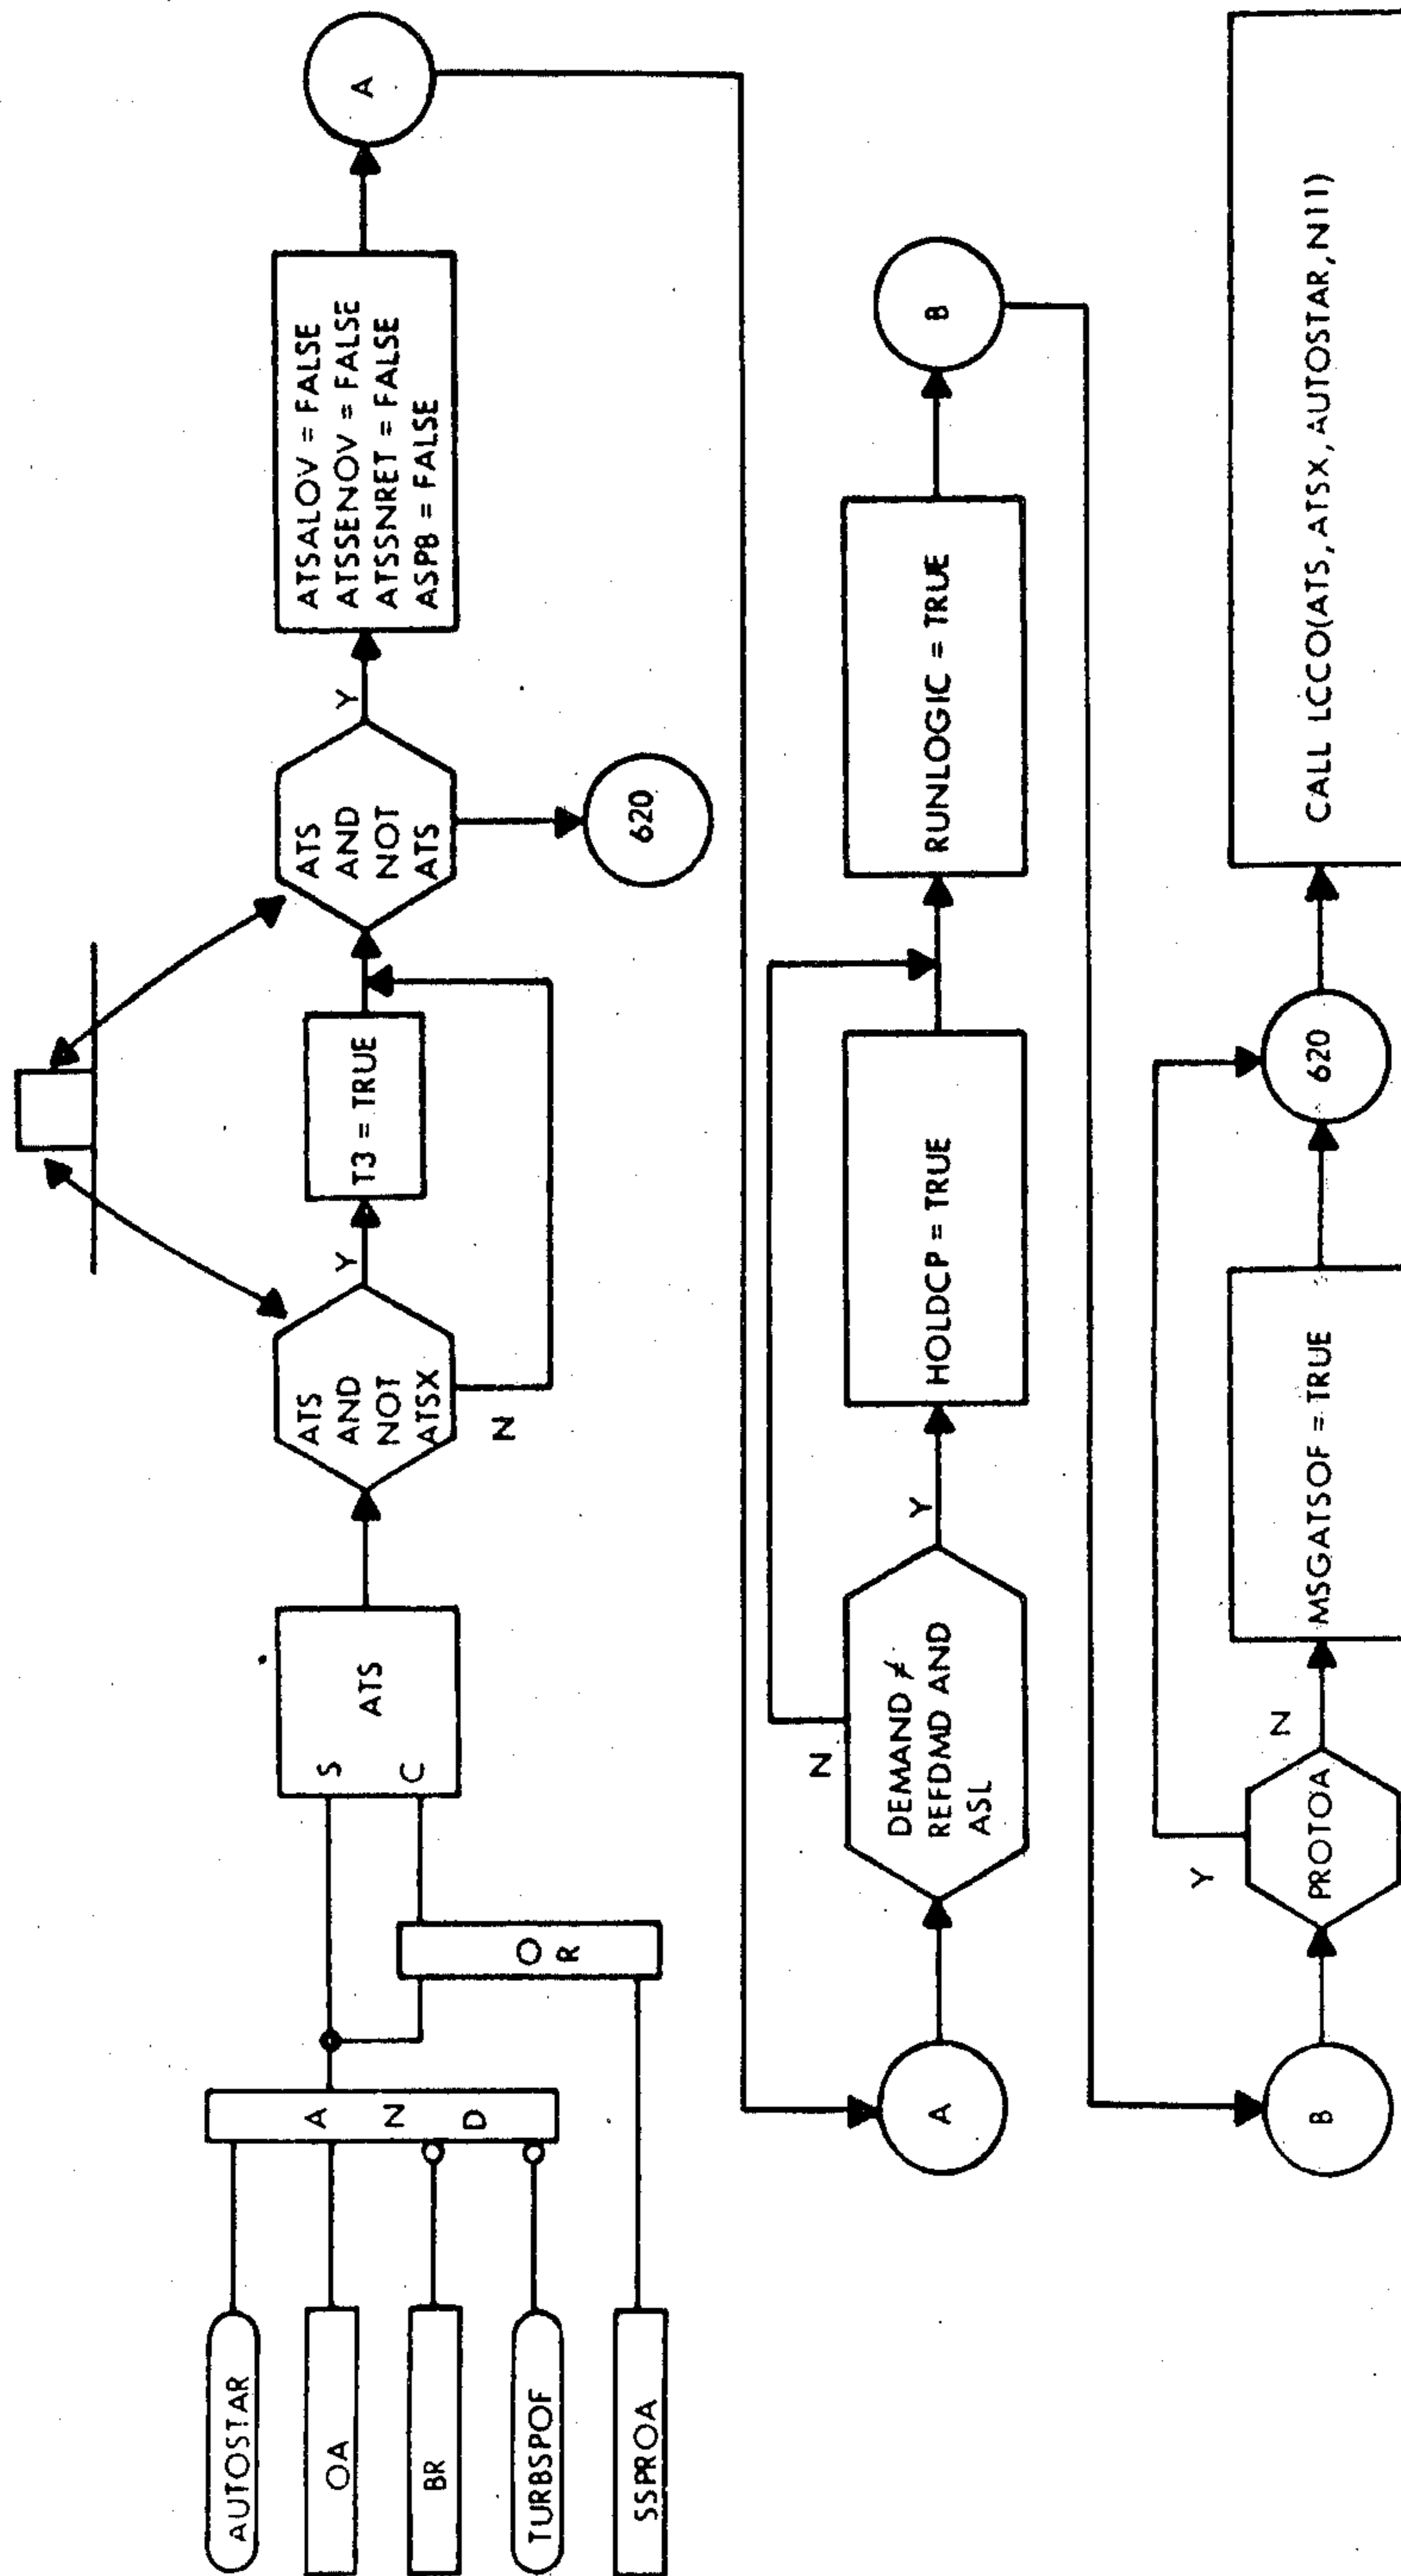 AUTOSTAR
OA
BR
TURBSPOF
SSPROA
A N D
O R
S
C
ATS
ATS
AND
NOT
ATSX
Y
N
T3 = TRUE
ATS
AND
NOT
ATS
Y
620
ATSALOV = FALSE
ATSSENOV = FALSE
ATSSNRET = FALSE
ASPB = FALSE
A
A
DEMAND ≠
REFDMD AND
ASL
N
Y
HOLDCP = TRUE
RUNLOGIC = TRUE
B
B
PROTOA
Y
N
MSGATSOF = TRUE
620
CALL LCCO(ATS, ATSX, AUTOSTAR, N11)